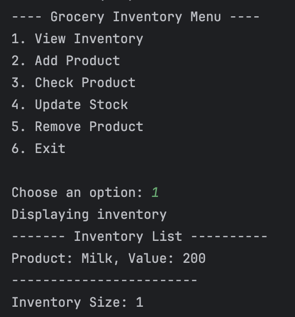 ---- Grocery Inventory Menu ----
1. View Inventory
2. Add Product
3. Check Product
4. Update Stock
5. Remove Product
6. Exit
Choose an option: 1
Displaying inventory
------- Inventory List ----------
Product: Milk, Value: 200
------------------------
Inventory Size: 1